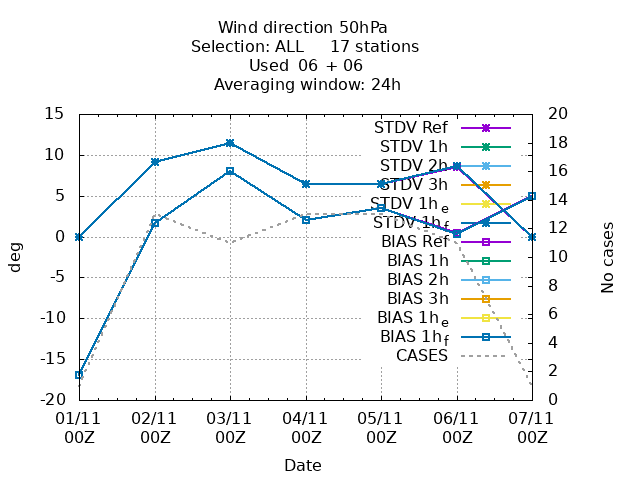 Wind direction 50hPa
Selection: ALL 17 stations
Used 06 + 06
Averaging window: 24h
15
10
5
0
-5
-10
-15
-20
deg
20
18
16
14
12
10
8
6
4
2
0
No cases
STDV Ref
STDV 1h
STDV 2h
STDV 3h
STDV 1he
STDV 1hf
BIAS Ref
BIAS 1h
BIAS 2h
BIAS 3h
BIAS 1he
BIAS 1hf
CASES
01/11 02/11 03/11 04/11 05/11 06/11 07/11
00Z 00Z 00Z 00Z 00Z 00Z 00Z
Date